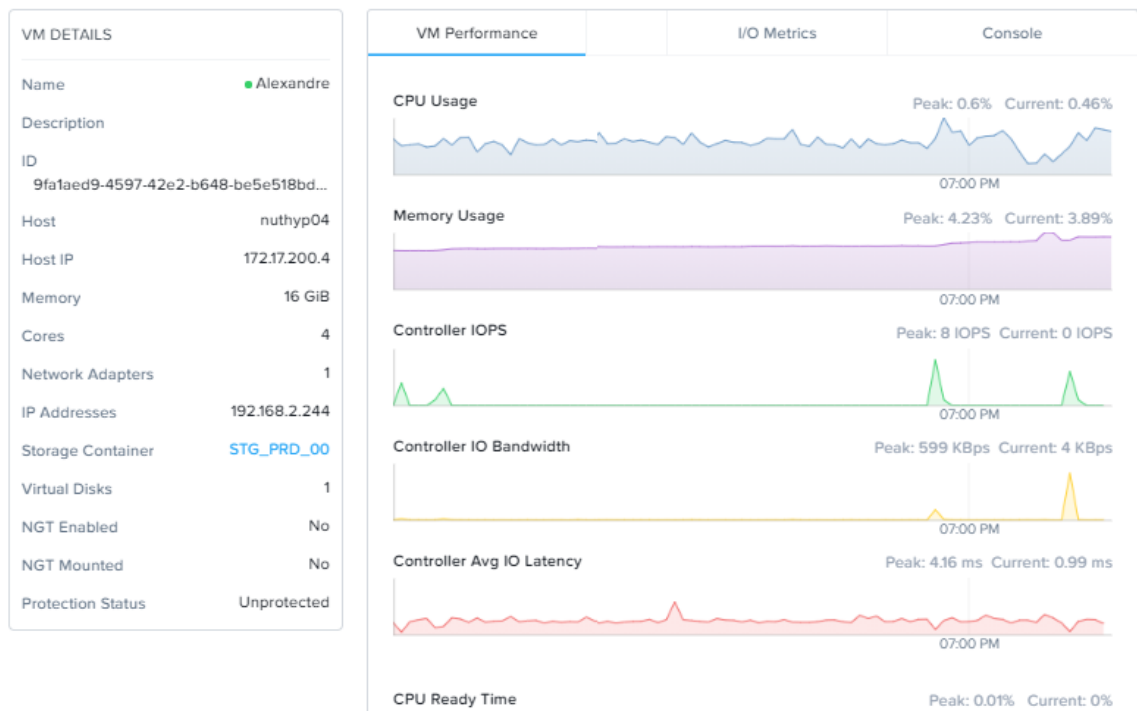 VM DETAILS
Name Alexandre
Description
ID
9fa1aed9-4597-42e2-b648-be5e518bd...
Host nuthyp04
Host IP 172.17.200.4
Memory 16 GiB
Cores 4
Network Adapters 1
IP Addresses 192.168.2.244
Storage Container STG_PRD_00
Virtual Disks 1
NGT Enabled No
NGT Mounted No
Protection Status Unprotected
VM Performance I/O Metrics Console
CPU Usage Peak: 0.6% Current: 0.46%
07:00 PM
Memory Usage Peak: 4.23% Current: 3.89%
07:00 PM
Controller IOPS Peak: 8 IOPS Current: 0 IOPS
07:00 PM
Controller IO Bandwidth Peak: 599 KBps Current: 4 KBps
07:00 PM
Controller Avg IO Latency Peak: 4.16 ms Current: 0.99 ms
07:00 PM
CPU Ready Time Peak: 0.01% Current: 0%